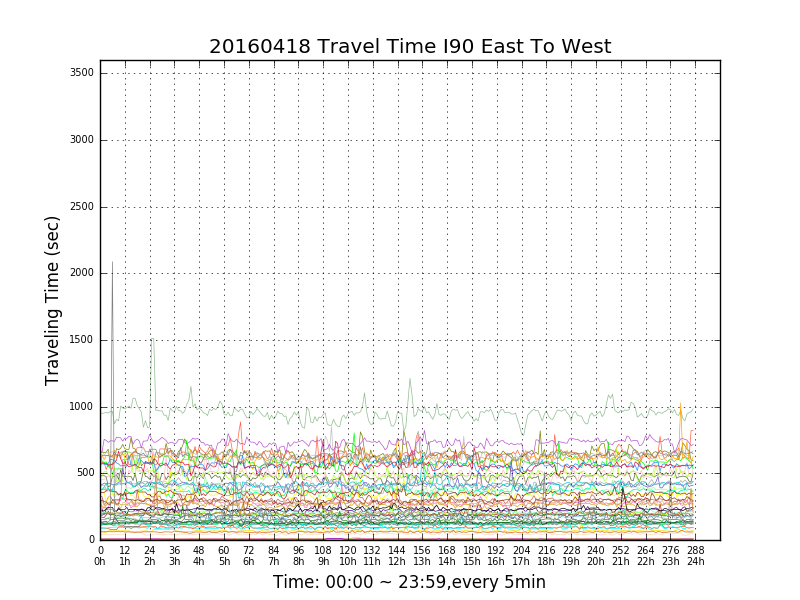 20160418 Travel Time I90 East To West
Traveling Time (sec)
3500
3000
2500
2000
1500
1000
500
0
0 12 24 36 48 60 72 84 96 108 120 132 144 156 168 180 192 204 216 228 240 252 264 276 288
0h 1h 2h 3h 4h 5h 6h 7h 8h 9h 10h 11h 12h 13h 14h 15h 16h 17h 18h 19h 20h 21h 22h 23h 24h
Time: 00:00 ~ 23:59,every 5min